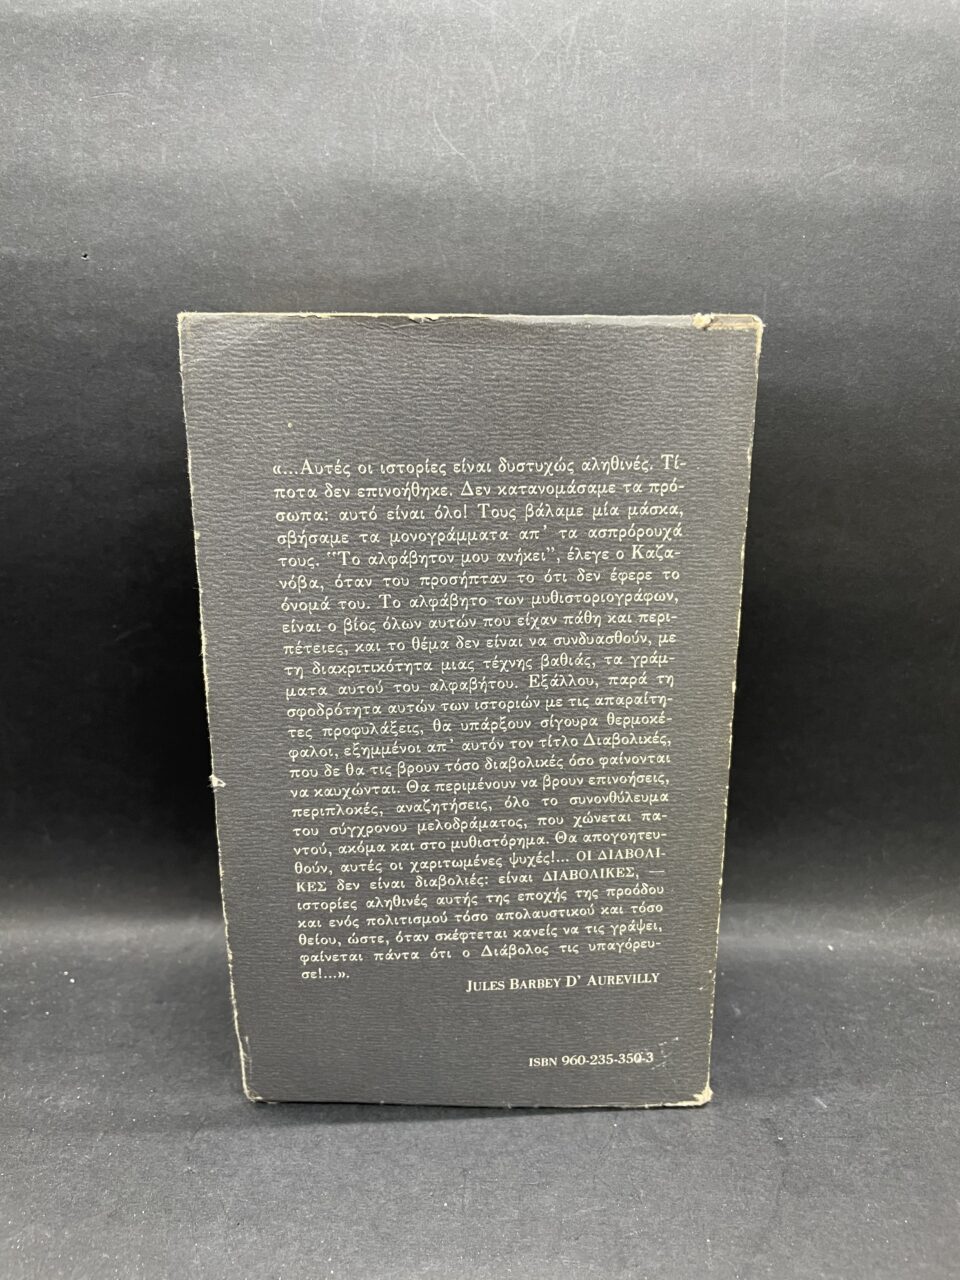 «...Αυτές οι ιστορίες είναι δυστυχώς αληθινές. Τί-
ποτα δεν επινοήθηκε. Δεν κατανομάσαμε τα πρό-
σωπα: αυτό είναι όλο! Τους βάλαμε μία μάσκα,
σβήσαμε τα μονογράμματα απ' τα ασπρόρουχά
τους. "Το αλφάβητον μου ανήκει", έλεγε ο Καζα-
νόβα, όταν του προσήπταν το ότι δεν έφερε το
όνομά του. Το αλφάβητο των μυθιστοριογράφων,
είναι ο βίος όλων αυτών που είχαν πάθη και περι-
πέτειες, και το θέμα δεν είναι να συνδυασθούν, με
τη διακριτικότητα μιας τέχνης βαθιάς, τα γράμ-
ματα αυτού του αλφαβήτου. Εξάλλου, παρά τη
σφοδρότητα αυτών των ιστοριών με τις απαραίτη-
τες προφυλάξεις, θα υπάρξουν σίγουρα θερμοκέ-
φαλοι, εξημμένοι απ' αυτόν τον τίτλο Διαβολικές,
που δε θα τις βρουν τόσο διαβολικές όσο φαίνονται
να καυχώνται. Θα περιμένουν να βρουν επινοήσεις,
περιπλοκές, αναζητήσεις, όλο το συνονθύλευμα
του σύγχρονου μελοδράματος, που χώνεται πα-
ντού, ακόμα και στο μυθιστόρημα. Θα απογοητευ-
θούν, αυτές οι χαριτωμένες ψυχές!... ΟΙ ΔΙΑΒΟΛΙ-
ΚΕΣ δεν είναι διαβολιές: είναι ΔΙΑΒΟΛΙΚΕΣ, —
ιστορίες αληθινές αυτής της εποχής της προόδου
και ενός πολιτισμού τόσο απολαυστικού και τόσο
θείου, ώστε, όταν σκέφτεται κανείς να τις γράψει,
φαίνεται πάντα ότι ο Διάβολος τις υπαγόρευ-
σε!...».
JULES BARBEY D' AUREVILLY
ISBN 960-235-350-3